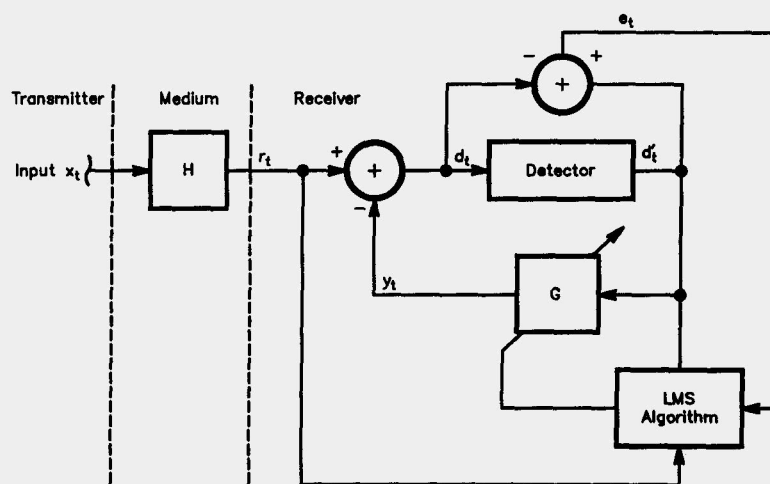 e_t
Transmitter
Medium
Receiver
Input x_t
H
r_t
+
−
+
d_t
−
+
+
Detector
d'_t
y_t
G
LMS
Algorithm